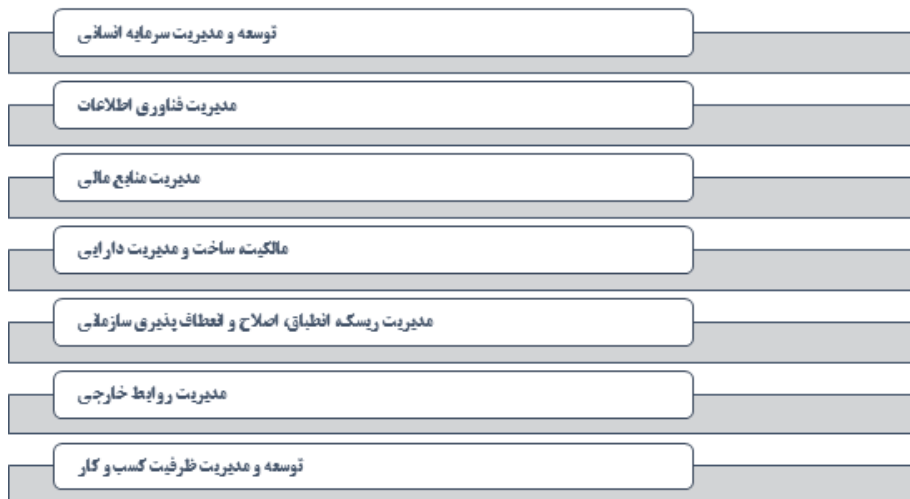 توسعه و مدیریت سرمایه انسانی
مدیریت فناوری اطلاعات
مدیریت منابع مالی
مالکیت، ساخت و مدیریت دارایی
مدیریت ریسک، انطباق، اصلاح و انعطاف پذیری سازمانی
مدیریت روابط خارجی
توسعه و مدیریت ظرفیت کسب و کار